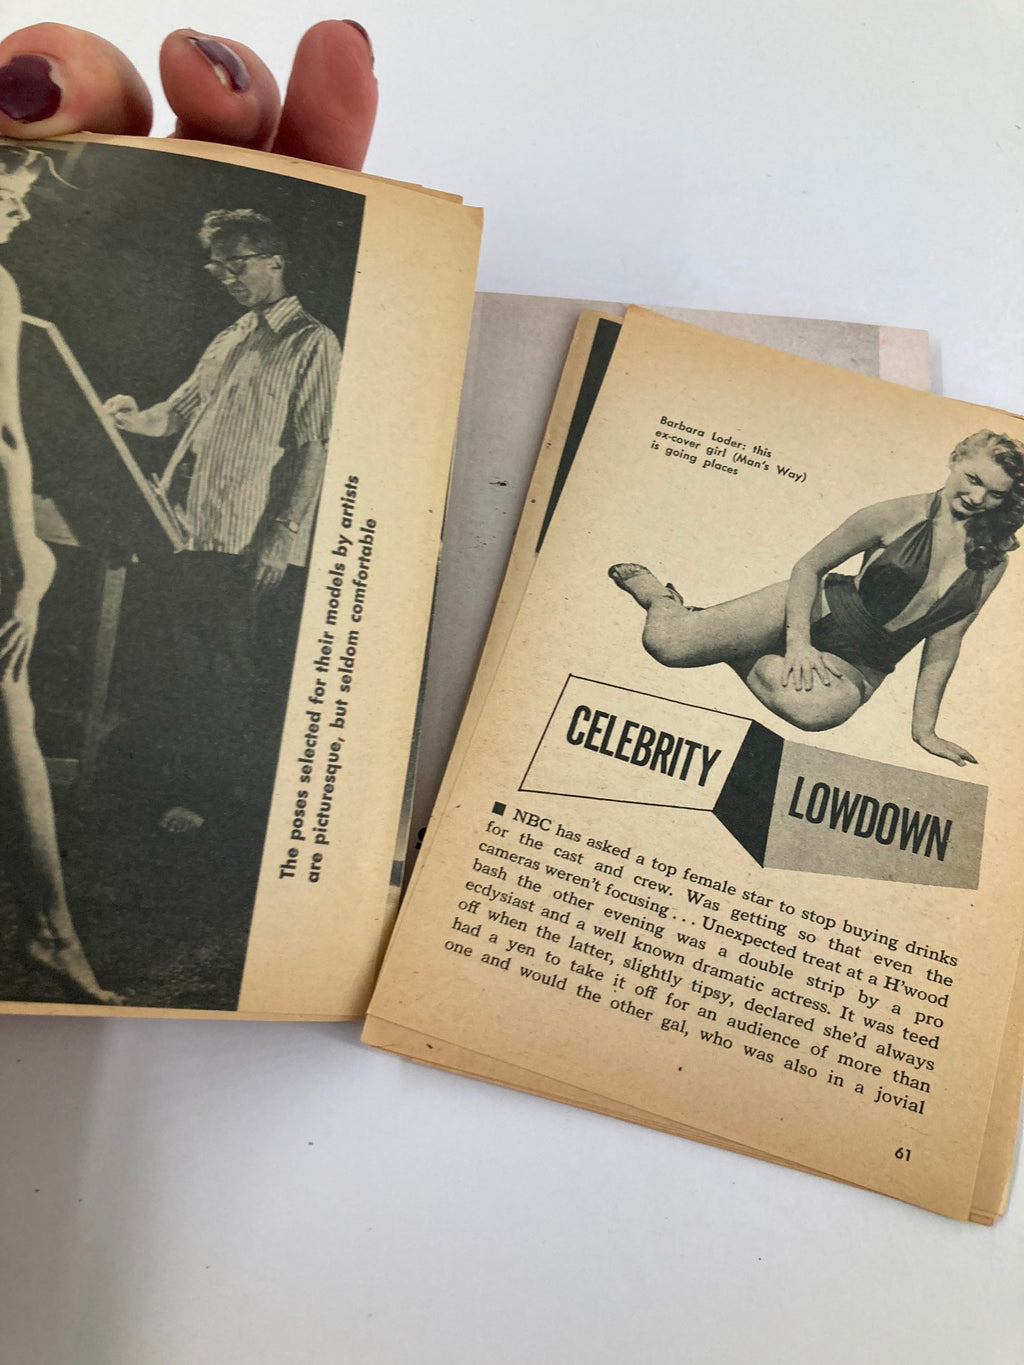 The poses selected for their models by artists
are picturesque, but seldom comfortable
Barbara Loder: this
ex-cover girl (Man's Way)
is going places
CELEBRITY LOWDOWN
■ NBC has asked a top female star to stop buying drinks
for the cast and crew. Was getting so that even the
cameras weren't focusing . . . Unexpected treat at a H'wood
bash the other evening was a double strip by a pro
ecdysiast and a well known dramatic actress. It was teed
off when the latter, slightly tipsy, declared she'd always
had a yen to take it off for an audience of more than
one and would the other gal, who was also in a jovial
61